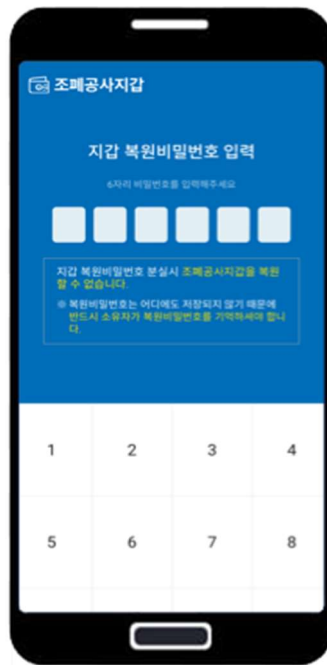 조폐공사지갑
지갑 복원비밀번호 입력
6자리 비밀번호를 입력해주세요
지갑 복원비밀번호 분실시 조폐공사지갑을 복원
할 수 없습니다.
※ 복원비밀번호는 어디에도 저장되지 않기 때문에
반드시 소유자가 복원비밀번호를 기억하셔야 합니
다.
1 2 3 4
5 6 7 8